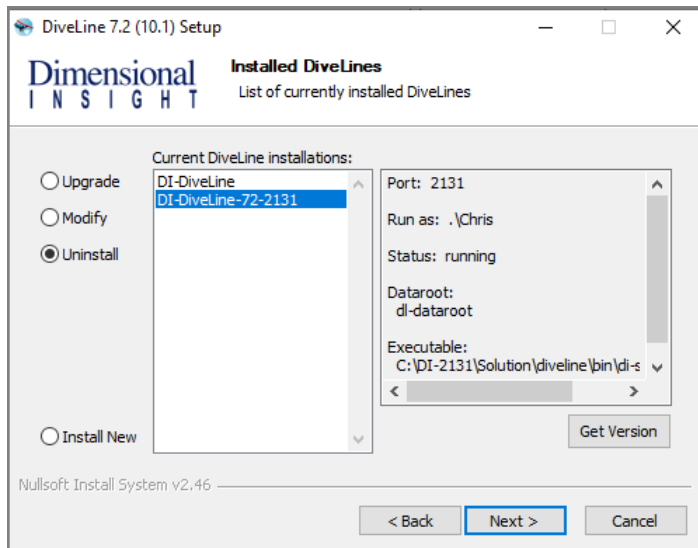 DiveLine 7.2 (10.1) Setup
Dimensional
INSIGHT
Installed DiveLines
List of currently installed DiveLines
Current DiveLine installations:
Upgrade
Modify
Uninstall
Install New
DI-DiveLine
DI-DiveLine-72-2131
Port: 2131
Run as: .\Chris
Status: running
Dataroot:
dl-dataroot
Executable:
C:\DI-2131\Solution\diveline\bin\di-s
Get Version
Nullsoft Install System v2.46
< Back
Next >
Cancel